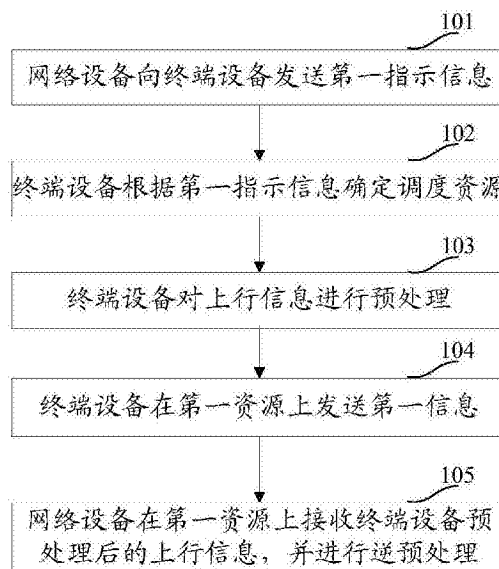 101
网络设备向终端设备发送第一指示信息
102
终端设备根据第一指示信息确定调度资源
103
终端设备对上行信息进行预处理
104
终端设备在第一资源上发送第一信息
105
网络设备在第一资源上接收终端设备预
处理后的上行信息，并进行逆预处理